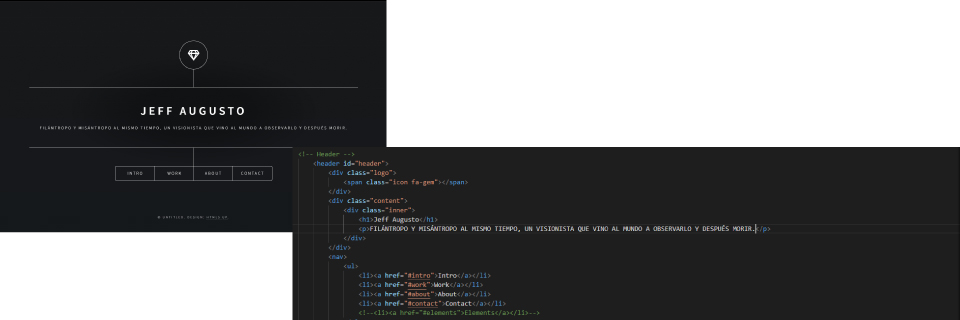 JEFF AUGUSTO
FILÁNTROPO Y MISÁNTROPO AL MISMO TIEMPO, UN VISIONISTA QUE VINO AL MUNDO A OBSERVARLO Y DESPUÉS MORIR.
INTRO
WORK
ABOUT
CONTACT
© UNTITLED. DESIGN: HTML5 UP.
<!-- Header -->
<header id="header">
<div class="logo">
<span class="icon fa-gem"></span>
</div>
<div class="content">
<div class="inner">
<h1>Jeff Augusto</h1>
<p>FILÁNTROPO Y MISÁNTROPO AL MISMO TIEMPO, UN VISIONISTA QUE VINO AL MUNDO A OBSERVARLO Y DESPUÉS MORIR.</p>
</div>
</div>
<nav>
<ul>
<li><a href="#intro">Intro</a></li>
<li><a href="#work">Work</a></li>
<li><a href="#about">About</a></li>
<li><a href="#contact">Contact</a></li>
<!--<li><a href="#elements">Elements</a></li>-->